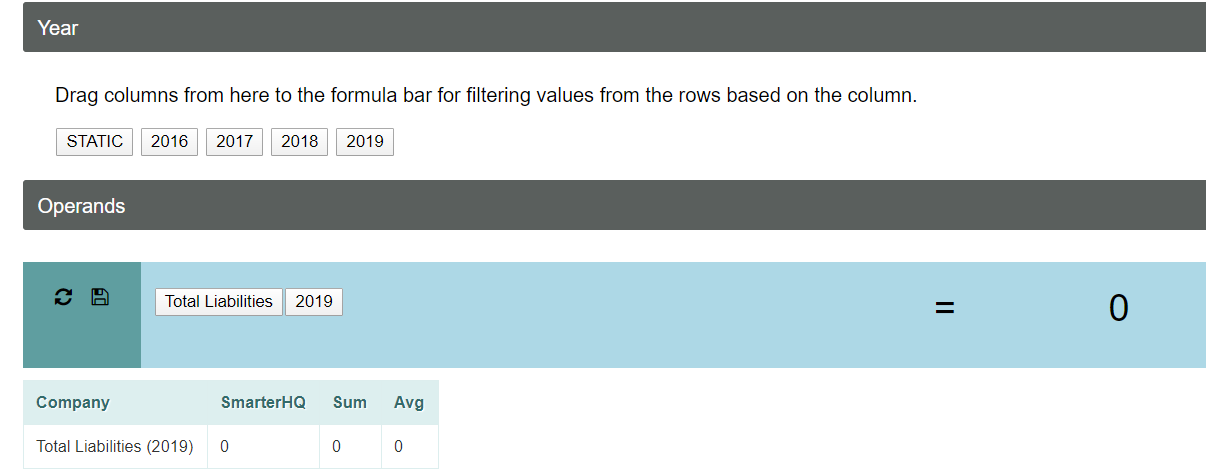 Year
Drag columns from here to the formula bar for filtering values from the rows based on the column.
STATIC 2016 2017 2018 2019
Operands
Total Liabilities 2019 = 0
Company SmarterHQ Sum Avg
Total Liabilities (2019) 0 0 0